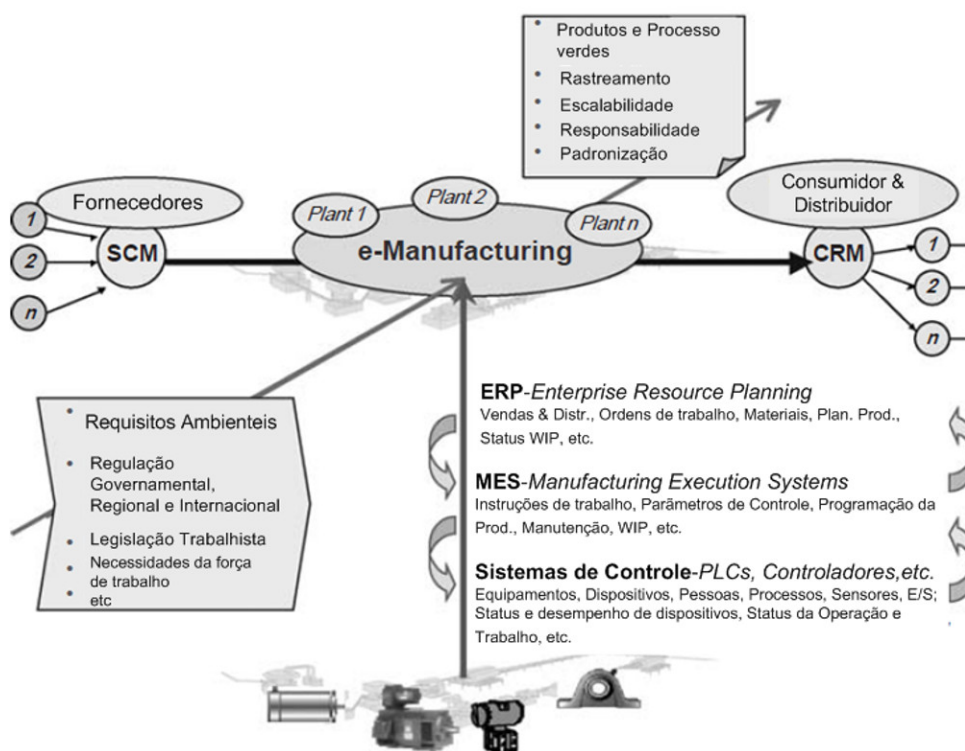 Produtos e Processo
verdes
Rastreamento
Escalabilidade
Responsabilidade
Padronização
Fornecedores
SCM
1
2
n
Plant 1
Plant 2
Plant n
e-Manufacturing
Consumidor &
Distribuidor
CRM
1
2
n
Requisitos Ambienteis
Regulação
Governamental,
Regional e Internacional
Legislação Trabalhista
Necessidades da força
de trabalho
etc
ERP-Enterprise Resource Planning
Vendas & Distr., Ordens de trabalho, Materiais, Plan. Prod.,
Status WIP, etc.
MES-Manufacturing Execution Systems
Instruções de trabalho, Parâmetros de Controle, Programação da
Prod., Manutenção, WIP, etc.
Sistemas de Controle-PLCs, Controladores,etc.
Equipamentos, Dispositivos, Pessoas, Processos, Sensores, E/S;
Status e desempenho de dispositivos, Status da Operação e
Trabalho, etc.